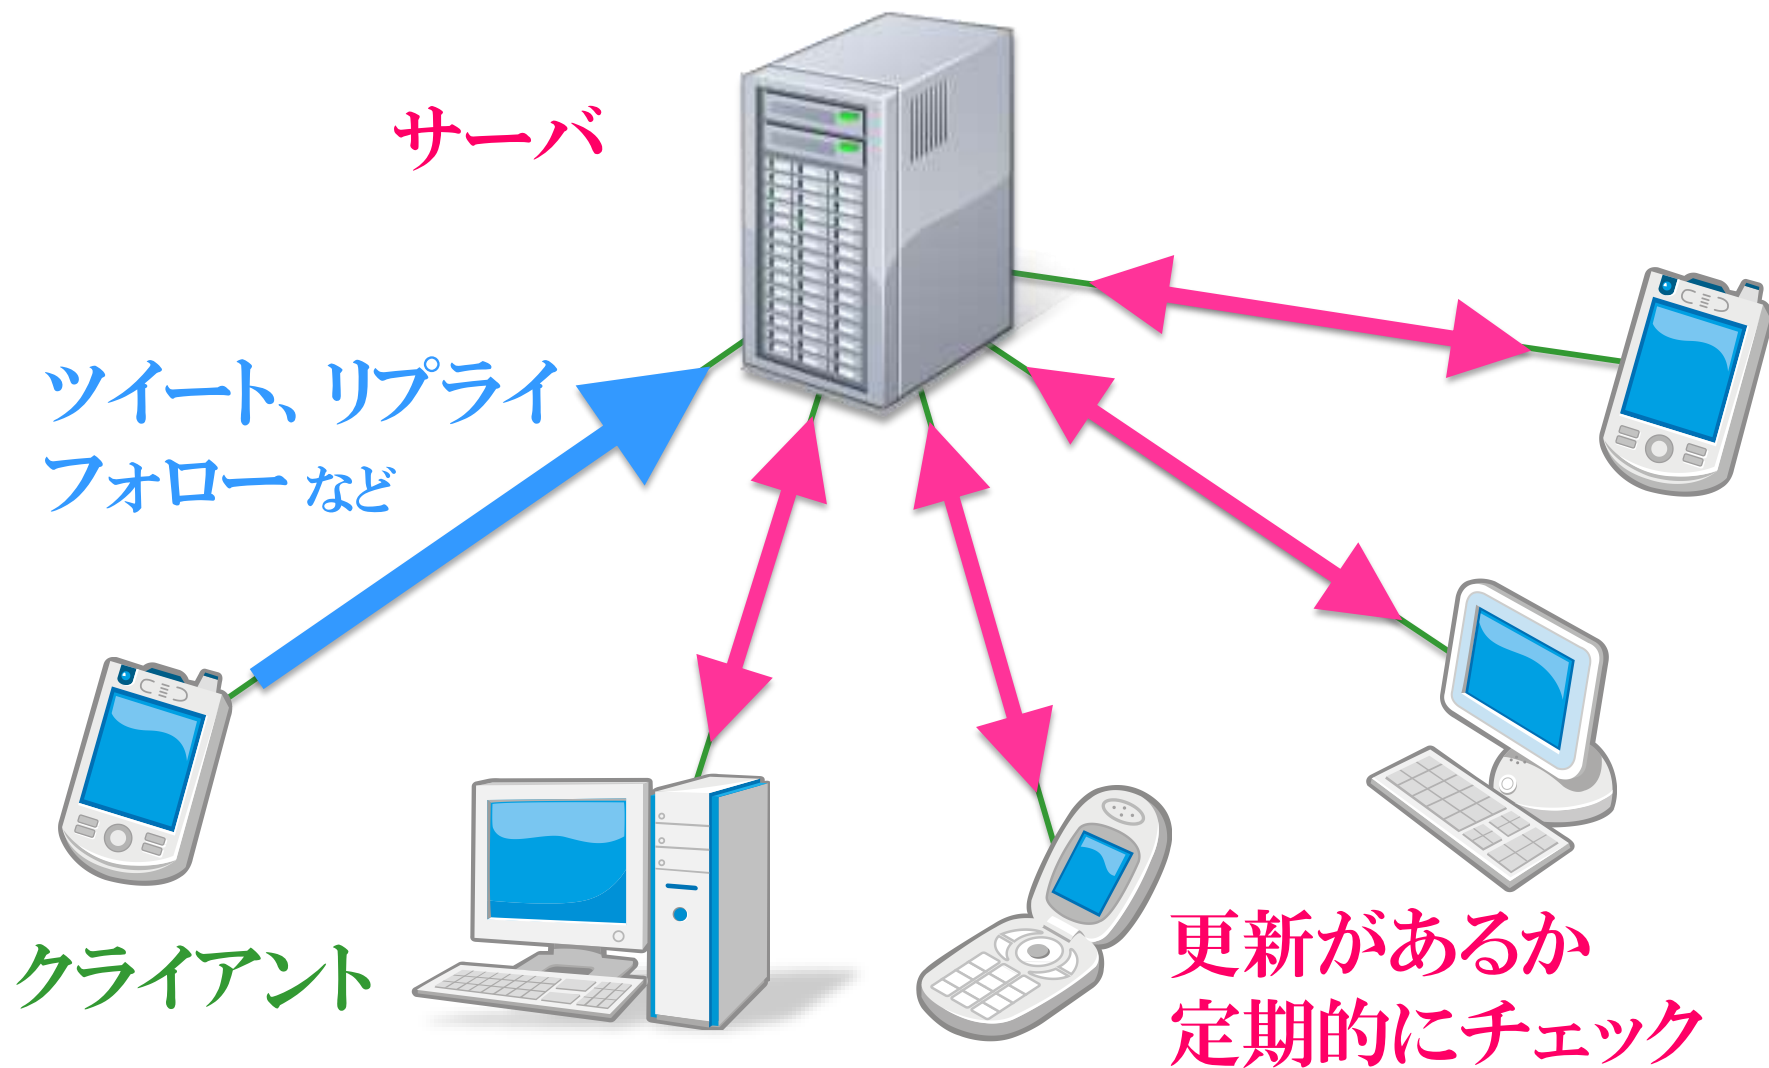 サーバ
ツイート、リプライ
フォロー など
クライアント
更新があるか
定期的にチェック